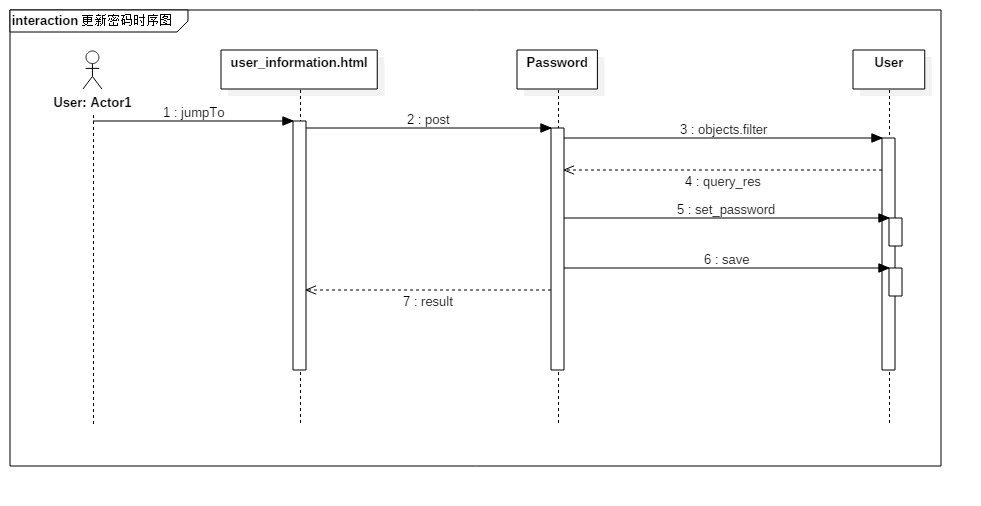 interaction 更新密码时序图
user_information.html
Password
User
User: Actor1
1 : jumpTo
2 : post
3 : objects.filter
4 : query_res
5 : set_password
6 : save
7 : result